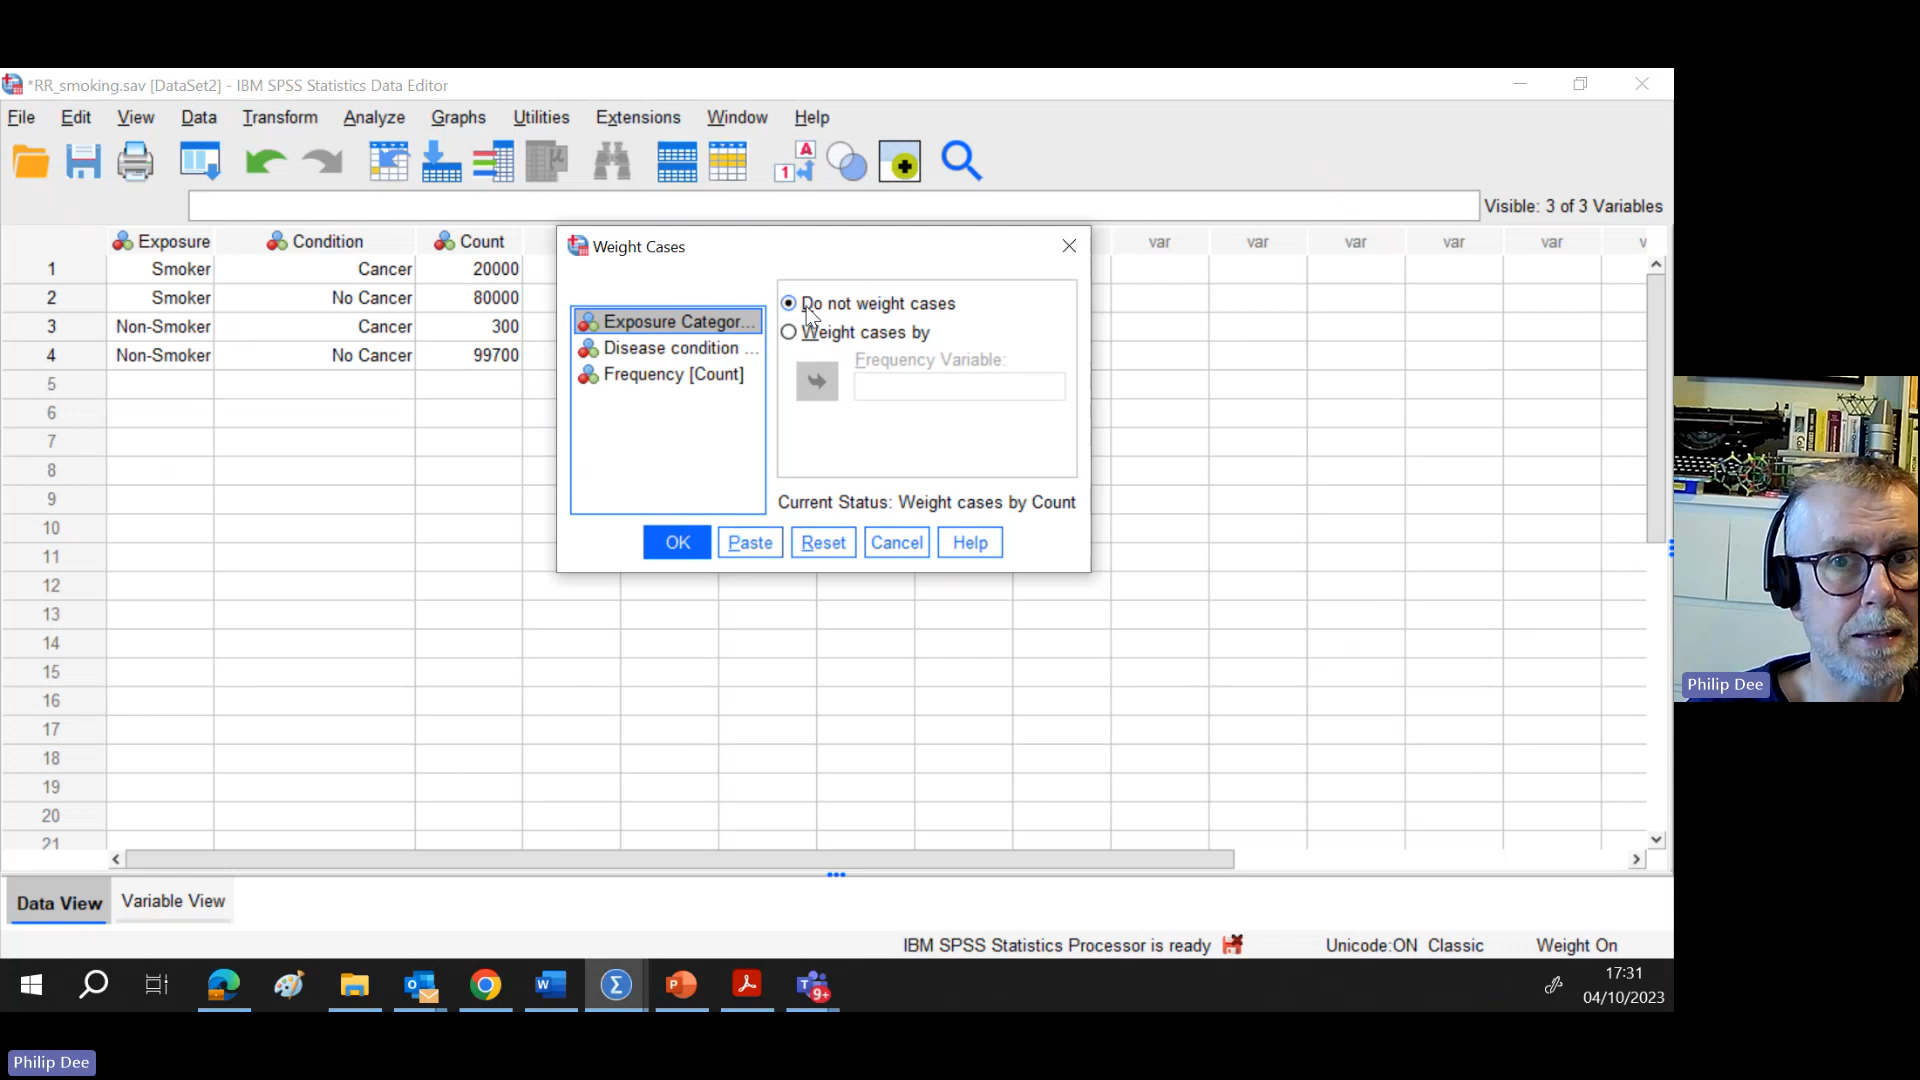 *RR_smoking.sav [DataSet2] - IBM SPSS Statistics Data Editor
File Edit View Data Transform Analyze Graphs Utilities Extensions Window Help
Visible: 3 of 3 Variables
Exposure Condition Count var var var var var
1 Smoker Cancer 20000
2 Smoker No Cancer 80000
3 Non-Smoker Cancer 300
4 Non-Smoker No Cancer 99700
5
6
7
8
9
10
11
12
13
14
15
16
17
18
19
20
21
Weight Cases
Exposure Categor...
Disease condition ...
Frequency [Count]
Do not weight cases
Weight cases by
Frequency Variable:
Current Status: Weight cases by Count
OK Paste Reset Cancel Help
Data View Variable View
IBM SPSS Statistics Processor is ready Unicode:ON Classic Weight On
17:31
04/10/2023
9+
Philip Dee
Philip Dee